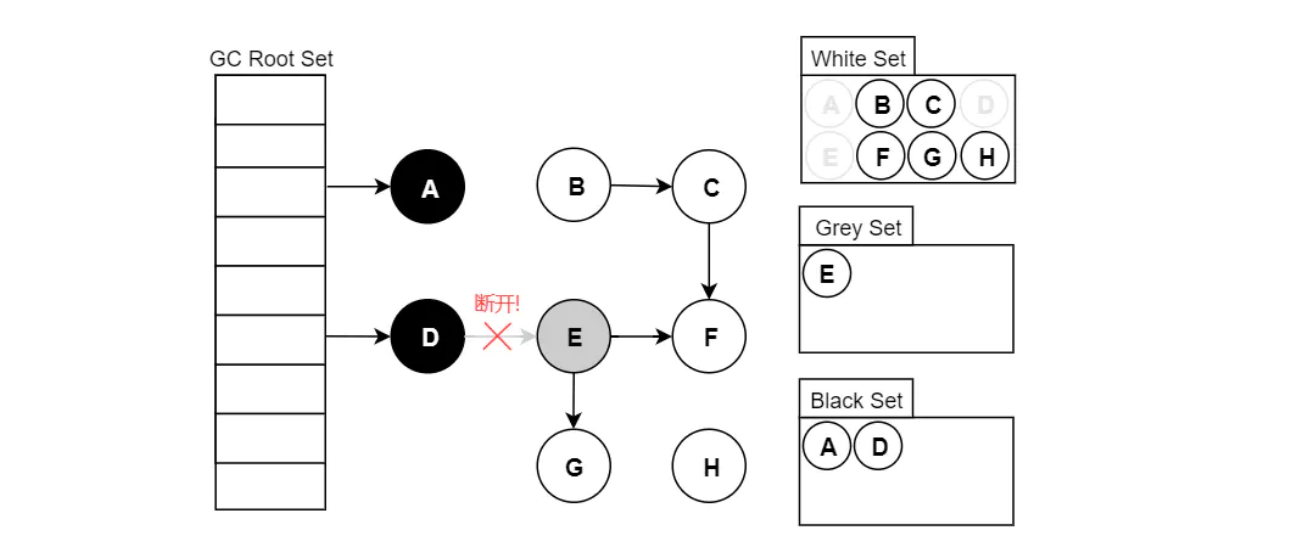 GC Root Set
A
B
C
D
断开!
E
F
G
H
White Set
A B C D
E F G H
Grey Set
E
Black Set
A D